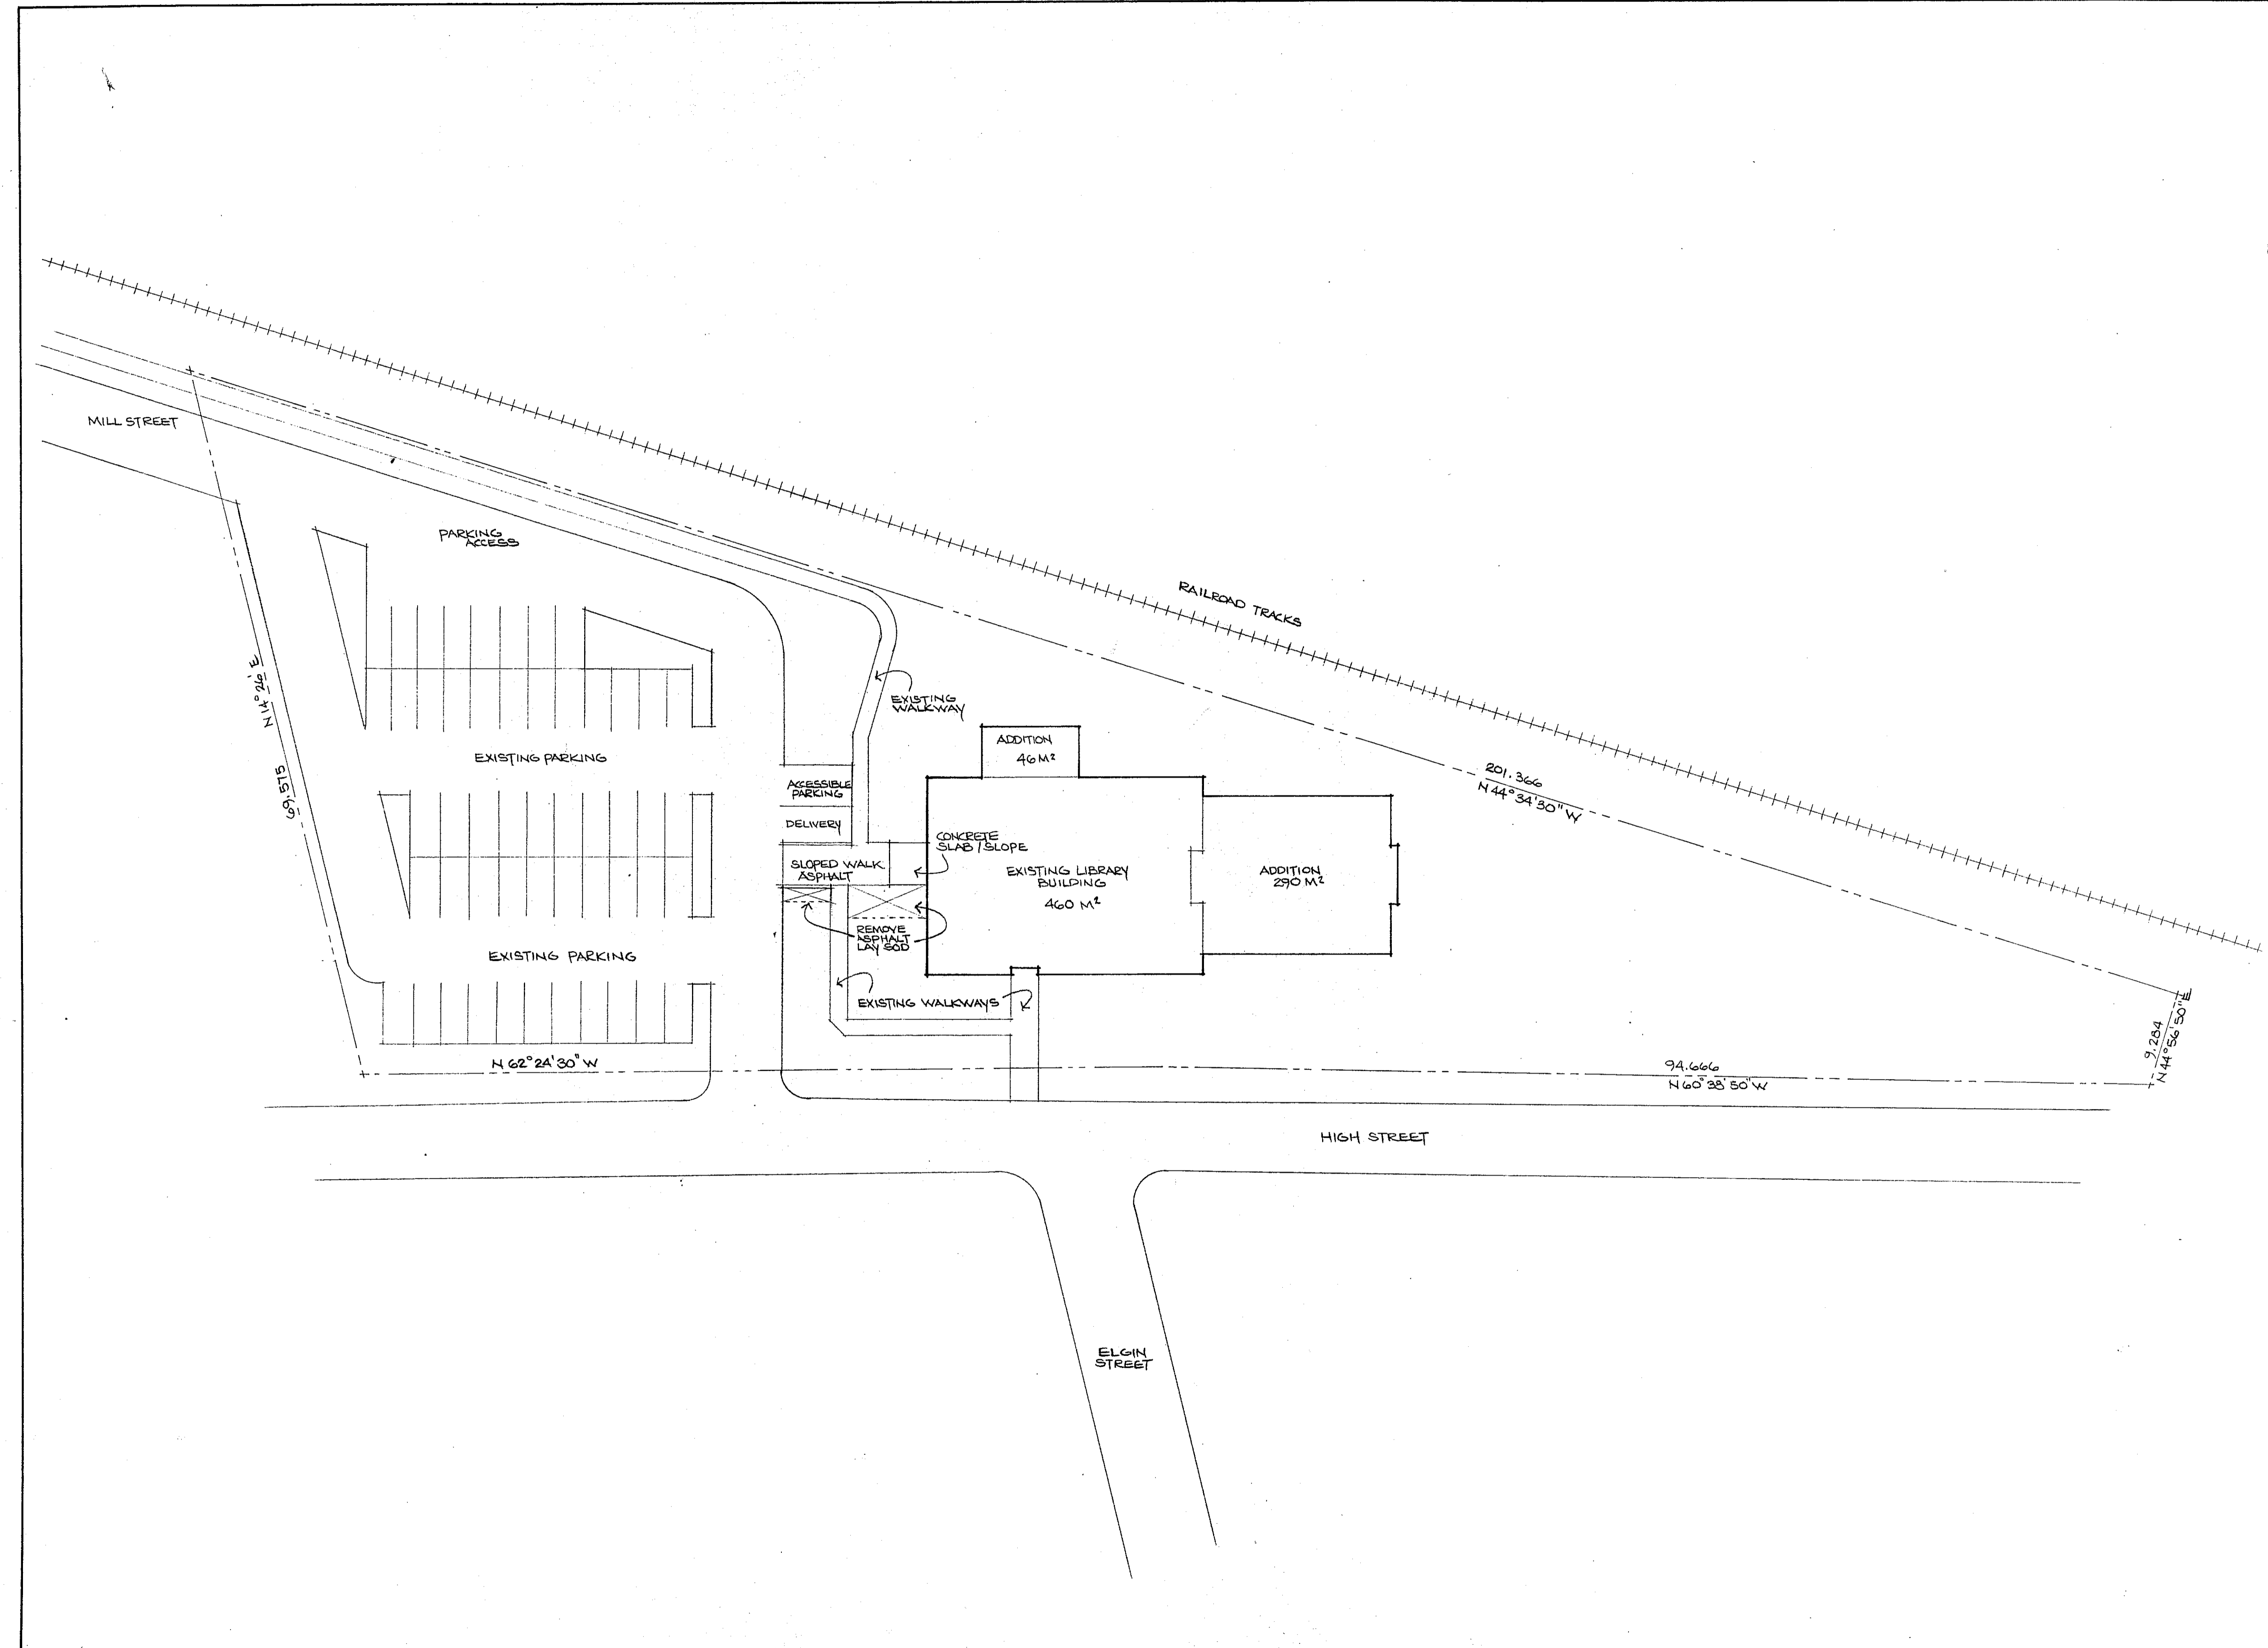 MILL STREET
PARKING
ACCESS
RAILROAD TRACKS
N 14° 26' E
69.575
EXISTING
WALKWAY
EXISTING PARKING
ADDITION
46 M²
201.366
N 44° 34' 30" W
ACCESSIBLE
PARKING
DELIVERY
CONCRETE
SLAB / SLOPE
SLOPED WALK
ASPHALT
EXISTING LIBRARY
BUILDING
460 M²
ADDITION
290 M²
REMOVE
ASPHALT
LAY SOD
EXISTING PARKING
EXISTING WALKWAYS
N 62° 24' 30" W
94.666
N 60° 38' 50" W
9.284
N 44° 56' 50" E
HIGH STREET
ELGIN
STREET